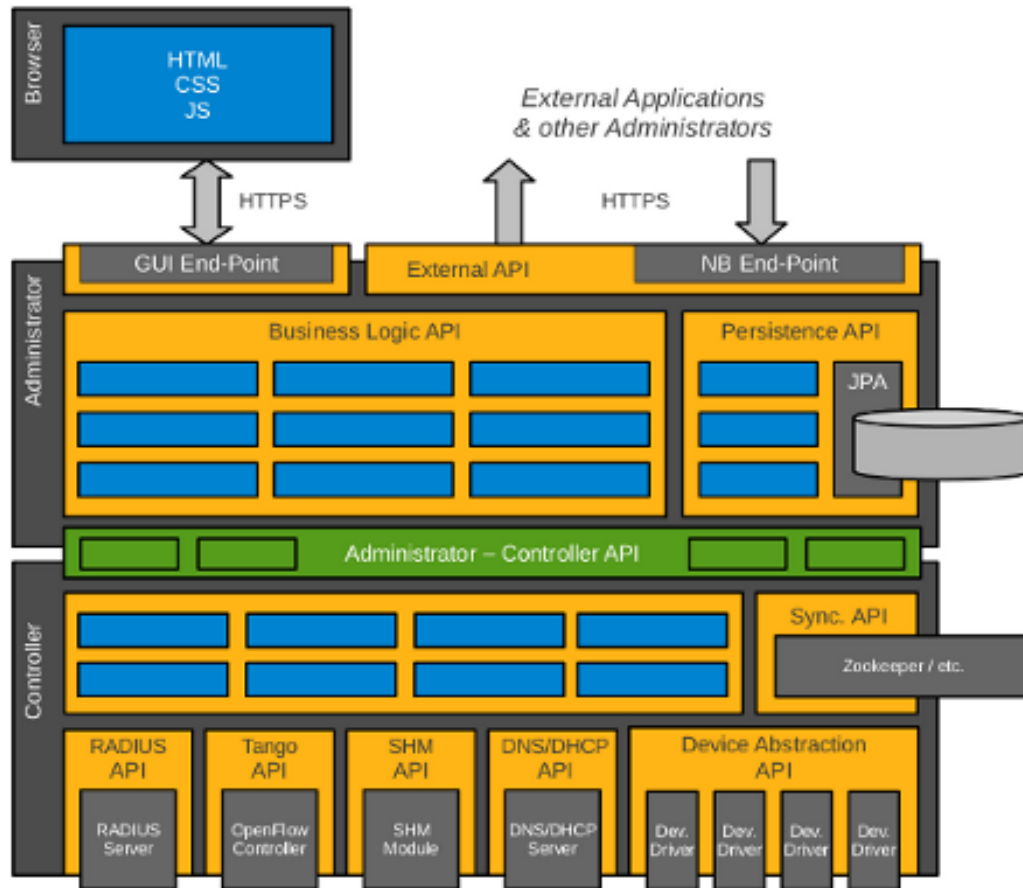 Browser
HTML
CSS
JS
External Applications
& other Administrators
HTTPS
HTTPS
Administrator
GUI End-Point
External API
NB End-Point
Business Logic API
Persistence API
JPA
Administrator – Controller API
Controller
Sync. API
Zookeeper / etc.
RADIUS
API
Tango
API
SHM
API
DNS/DHCP
API
Device Abstraction
API
RADIUS
Server
OpenFlow
Controller
SHM
Module
DNS/DHCP
Server
Dev.
Driver
Dev.
Driver
Dev.
Driver
Dev.
Driver